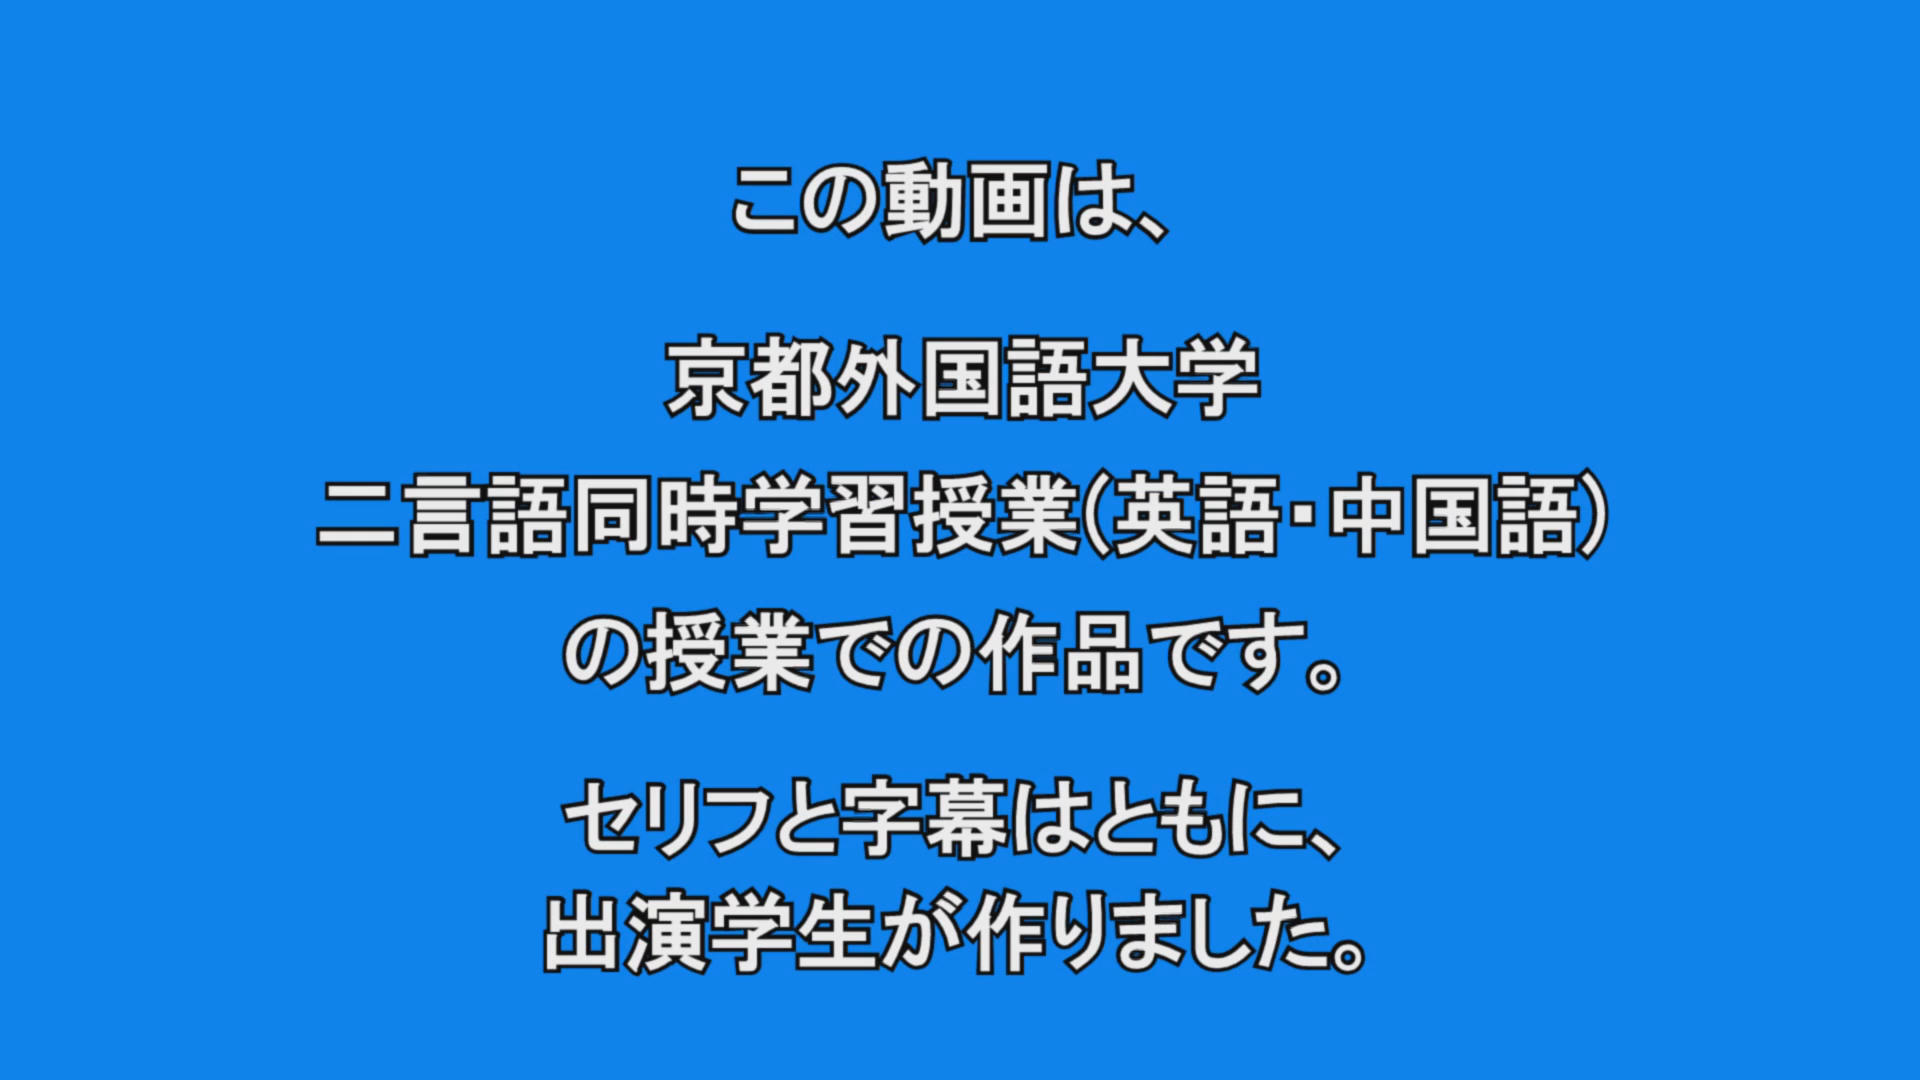 この動画は、
京都外国語大学
二言語同時学習授業(英語・中国語)
の授業での作品です。
セリフと字幕はともに、
出演学生が作りました。